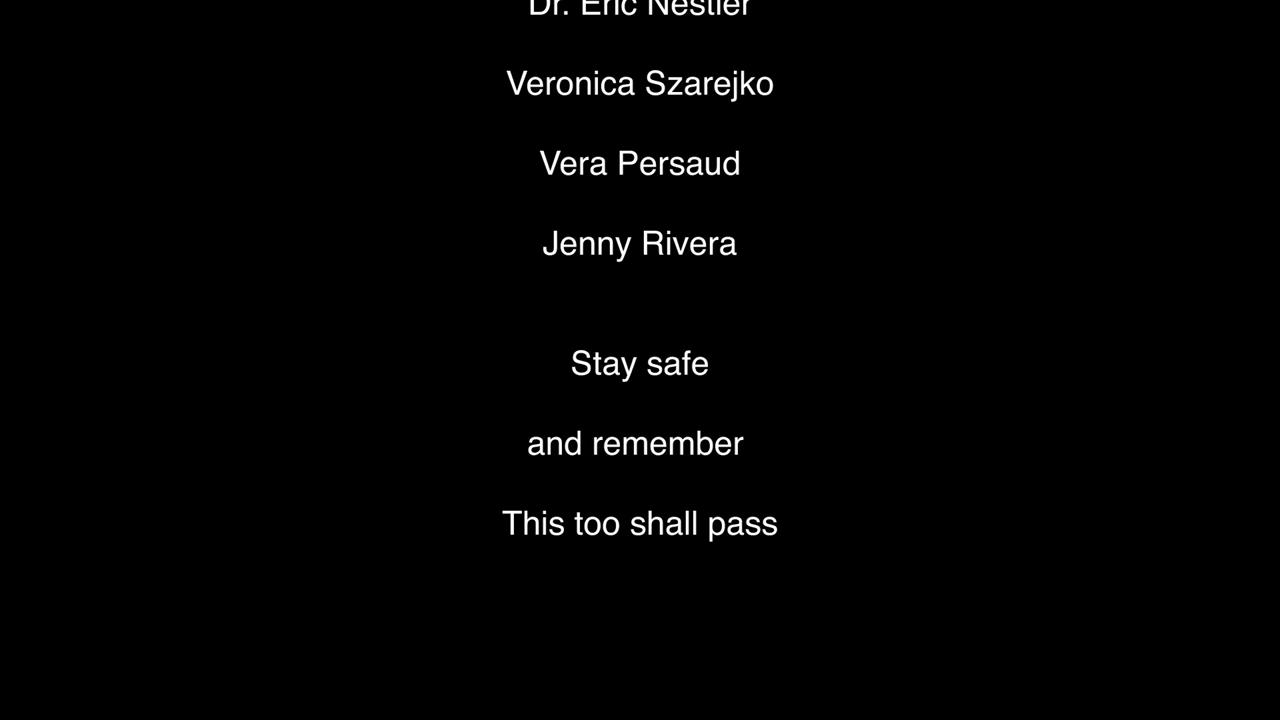 Dr. Eric Nestler
Veronica Szarejko
Vera Persaud
Jenny Rivera
Stay safe
and remember
This too shall pass